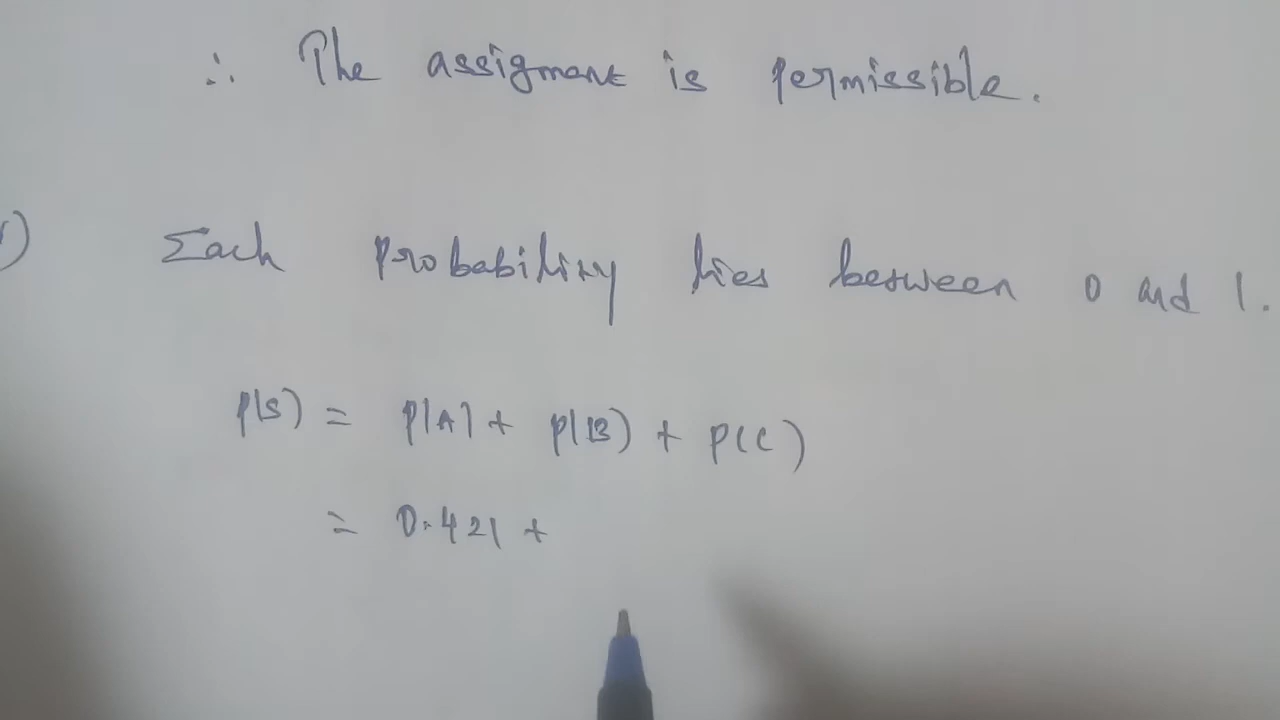 ∴ The assigment is permissible.
) Each probability lies between 0 and 1.
P(S) = P(A) + P(B) + P(C)
= 0.421 +